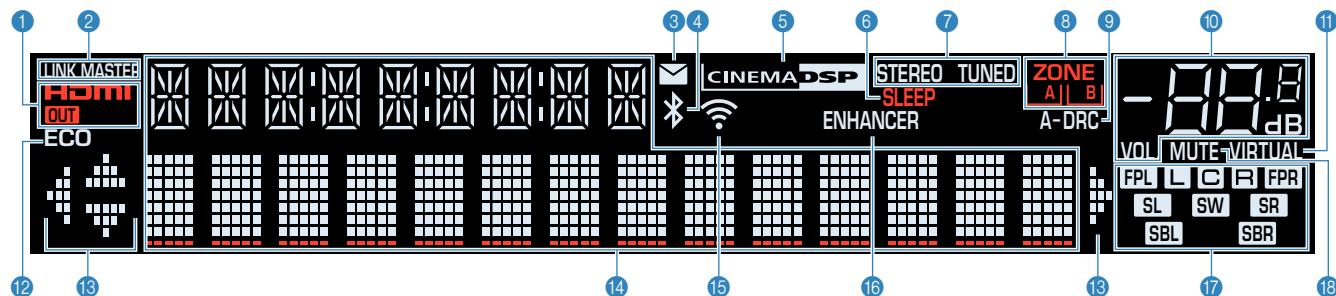 1 2 3 4 5 6 7 8 9 10 11
LINK MASTER
HDMI
OUT
ECO
CINEMA DSP
STEREO TUNED
SLEEP
ENHANCER
ZONE
A B
A-DRC
-88.8
dB
VOL MUTE VIRTUAL
FPL L C R FPR
SL SW SR
SBL SBR
12 13 14 15 16 13 17 18